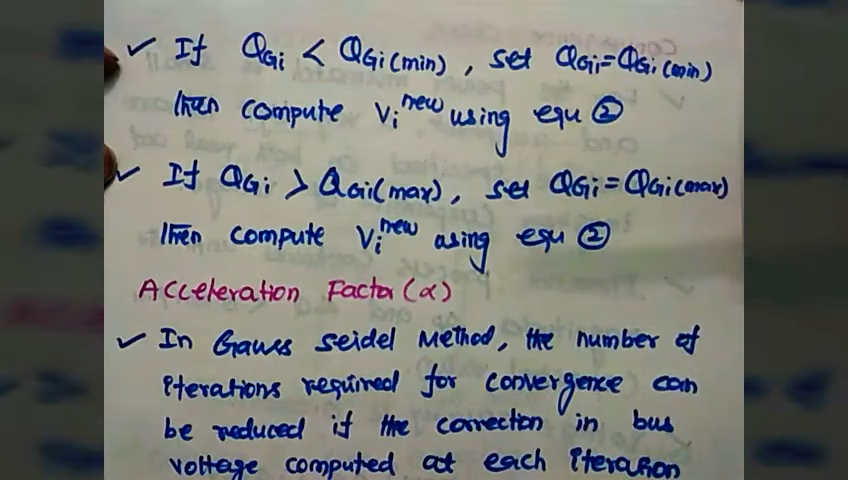 ✓ If QGi < QGi(min), set QGi=QGi(min)
then compute Vi^new using equ ②
✓ If QGi > QGi(max), set QGi=QGi(max)
then compute Vi^new using equ ②
Acceleration Factor(α)
✓ In Gauss seidel Method, the number of
iterations required for convergence can
be reduced if the correction in bus
voltage computed at each iteration